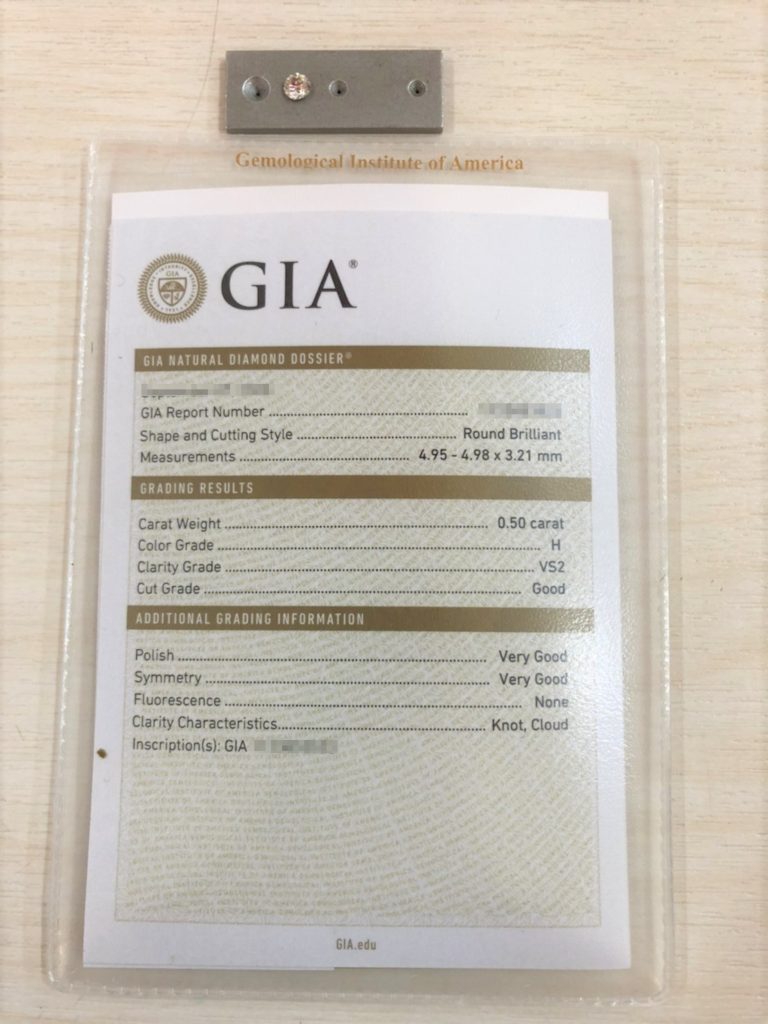 Gemological Institute of America
GIA®
GIA NATURAL DIAMOND DOSSIER®
GIA Report Number
Shape and Cutting Style Round Brilliant
Measurements 4.95 - 4.98 x 3.21 mm
GRADING RESULTS
Carat Weight 0.50 carat
Color Grade H
Clarity Grade VS2
Cut Grade Good
ADDITIONAL GRADING INFORMATION
Polish Very Good
Symmetry Very Good
Fluorescence None
Clarity Characteristics Knot, Cloud
Inscription(s): GIA
GIA.edu